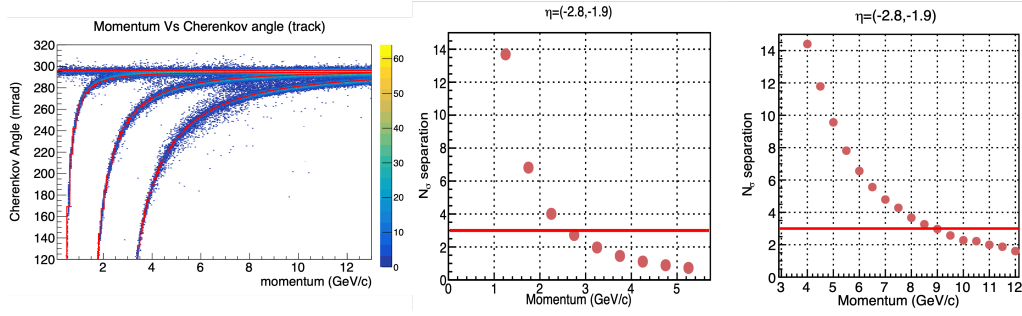 Momentum Vs Cherenkov angle (track)
Cherenkov Angle (mrad)
320
300
280
260
240
220
200
180
160
140
120
2 4 6 8 10 12
momentum (GeV/c)
60
50
40
30
20
10
0
η=(-2.8,-1.9)
Nσ separation
14
12
10
8
6
4
2
0
0 1 2 3 4 5
Momentum (GeV/c)
η=(-2.8,-1.9)
Nσ separation
14
12
10
8
6
4
2
0
3 4 5 6 7 8 9 10 11 12
Momentum (GeV/c)